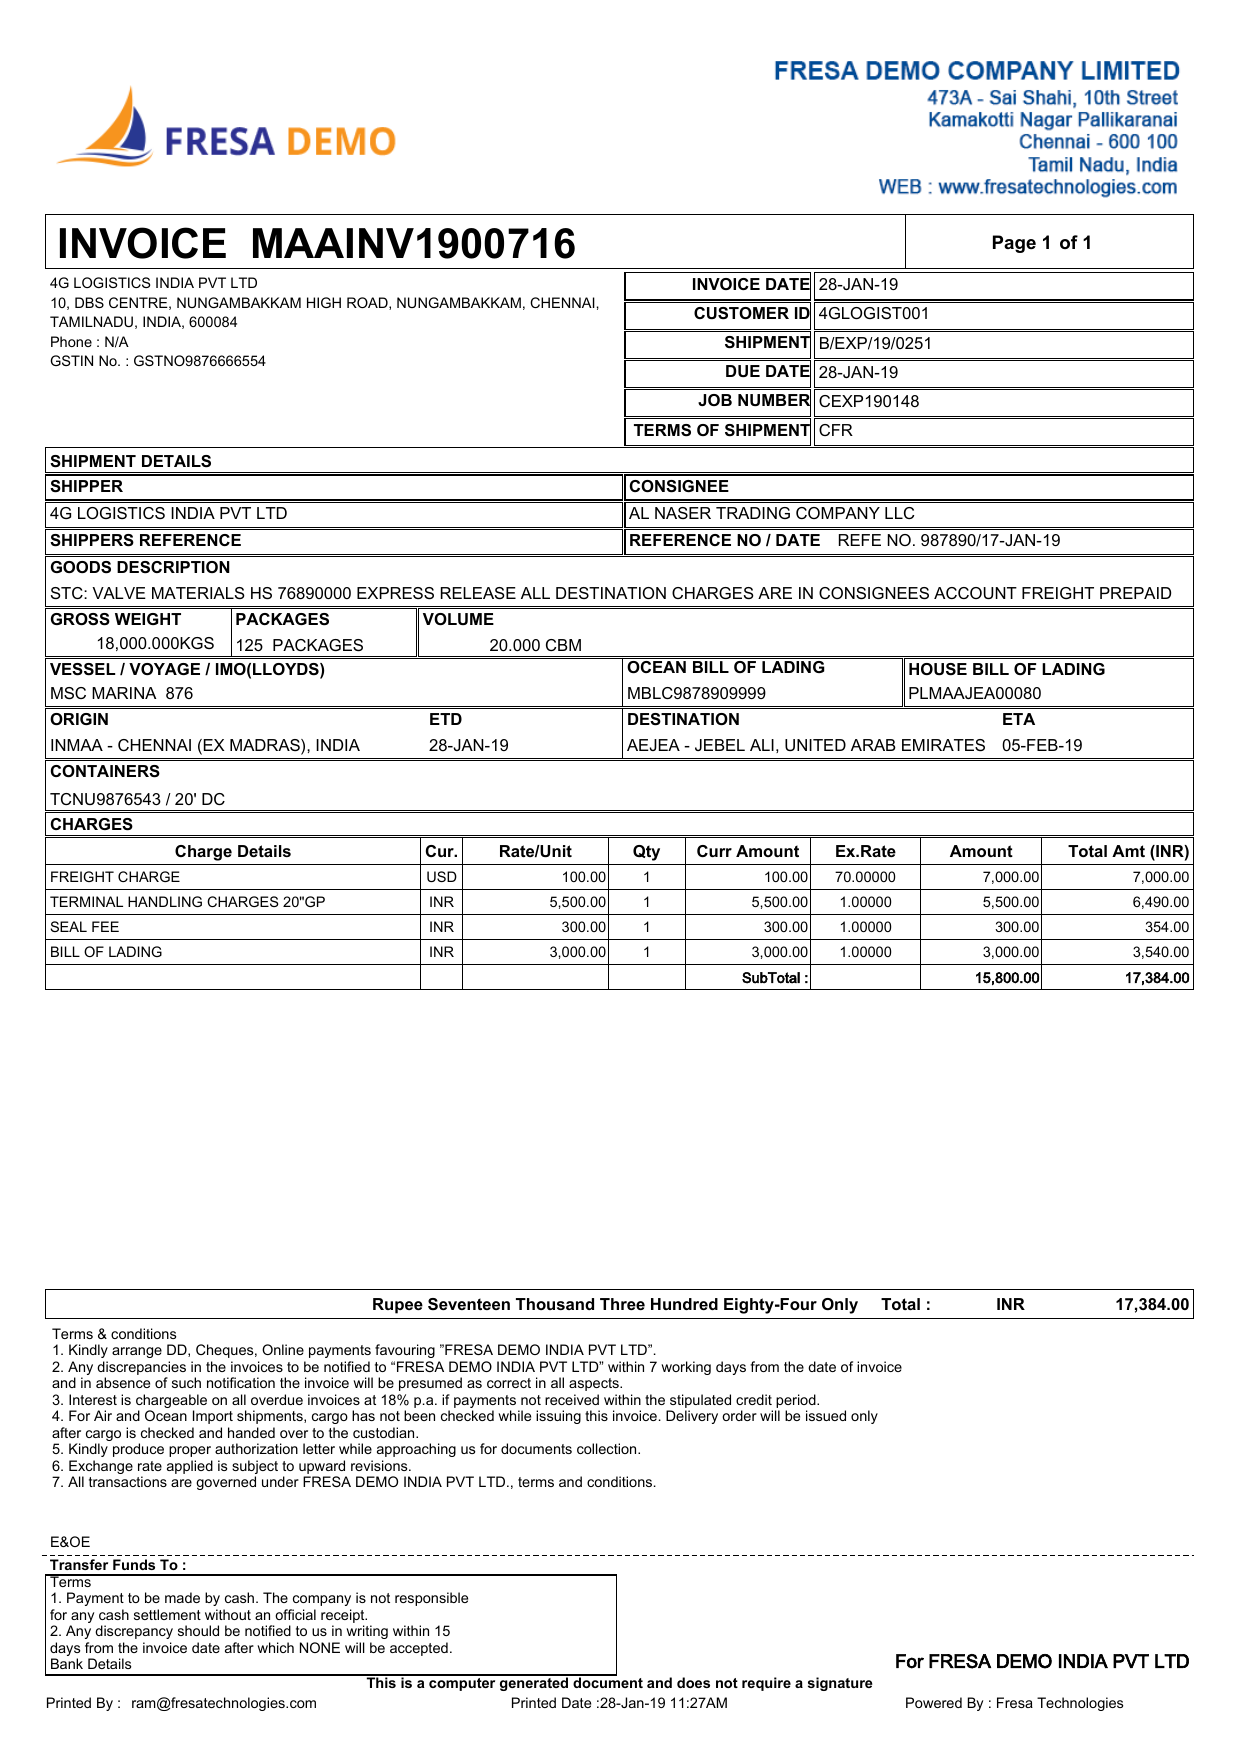 FRESA DEMO
FRESA DEMO COMPANY LIMITED
473A - Sai Shahi, 10th Street
Kamakotti Nagar Pallikaranai
Chennai - 600 100
Tamil Nadu, India
WEB : www.fresatechnologies.com
INVOICE MAAINV1900716 Page 1 of 1
4G LOGISTICS INDIA PVT LTD
10, DBS CENTRE, NUNGAMBAKKAM HIGH ROAD, NUNGAMBAKKAM, CHENNAI,
TAMILNADU, INDIA, 600084
Phone : N/A
GSTIN No. : GSTNO9876666554
INVOICE DATE 28-JAN-19
CUSTOMER ID 4GLOGIST001
SHIPMENT B/EXP/19/0251
DUE DATE 28-JAN-19
JOB NUMBER CEXP190148
TERMS OF SHIPMENT CFR
SHIPMENT DETAILS
SHIPPER CONSIGNEE
4G LOGISTICS INDIA PVT LTD AL NASER TRADING COMPANY LLC
SHIPPERS REFERENCE REFERENCE NO / DATE REFE NO. 987890/17-JAN-19
GOODS DESCRIPTION
STC: VALVE MATERIALS HS 76890000 EXPRESS RELEASE ALL DESTINATION CHARGES ARE IN CONSIGNEES ACCOUNT FREIGHT PREPAID
GROSS WEIGHT PACKAGES VOLUME
18,000.000KGS 125 PACKAGES 20.000 CBM
VESSEL / VOYAGE / IMO(LLOYDS) OCEAN BILL OF LADING HOUSE BILL OF LADING
MSC MARINA 876 MBLC9878909999 PLMAAJEA00080
ORIGIN ETD DESTINATION ETA
INMAA - CHENNAI (EX MADRAS), INDIA 28-JAN-19 AEJEA - JEBEL ALI, UNITED ARAB EMIRATES 05-FEB-19
CONTAINERS
TCNU9876543 / 20' DC
CHARGES
Charge Details Cur. Rate/Unit Qty Curr Amount Ex.Rate Amount Total Amt (INR)
FREIGHT CHARGE USD 100.00 1 100.00 70.00000 7,000.00 7,000.00
TERMINAL HANDLING CHARGES 20"GP INR 5,500.00 1 5,500.00 1.00000 5,500.00 6,490.00
SEAL FEE INR 300.00 1 300.00 1.00000 300.00 354.00
BILL OF LADING INR 3,000.00 1 3,000.00 1.00000 3,000.00 3,540.00
SubTotal : 15,800.00 17,384.00
Rupee Seventeen Thousand Three Hundred Eighty-Four Only Total : INR 17,384.00
Terms & conditions
1. Kindly arrange DD, Cheques, Online payments favouring ”FRESA DEMO INDIA PVT LTD”.
2. Any discrepancies in the invoices to be notified to “FRESA DEMO INDIA PVT LTD” within 7 working days from the date of invoice
and in absence of such notification the invoice will be presumed as correct in all aspects.
3. Interest is chargeable on all overdue invoices at 18% p.a. if payments not received within the stipulated credit period.
4. For Air and Ocean Import shipments, cargo has not been checked while issuing this invoice. Delivery order will be issued only
after cargo is checked and handed over to the custodian.
5. Kindly produce proper authorization letter while approaching us for documents collection.
6. Exchange rate applied is subject to upward revisions.
7. All transactions are governed under FRESA DEMO INDIA PVT LTD., terms and conditions.
E&OE
Transfer Funds To :
Terms
1. Payment to be made by cash. The company is not responsible
for any cash settlement without an official receipt.
2. Any discrepancy should be notified to us in writing within 15
days from the invoice date after which NONE will be accepted.
Bank Details
For FRESA DEMO INDIA PVT LTD
This is a computer generated document and does not require a signature
Printed By : ram@fresatechnologies.com Printed Date :28-Jan-19 11:27AM Powered By : Fresa Technologies